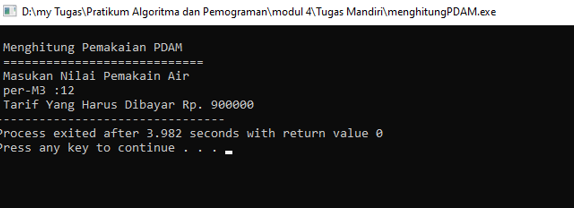 D:\my Tugas\Pratikum Algoritma dan Pemograman\modul 4\Tugas Mandiri\menghitungPDAM.exe
Menghitung Pemakaian PDAM
============================
Masukan Nilai Pemakain Air
per-M3 :12
Tarif Yang Harus Dibayar Rp. 900000
--------------------------------
Process exited after 3.982 seconds with return value 0
Press any key to continue . . .